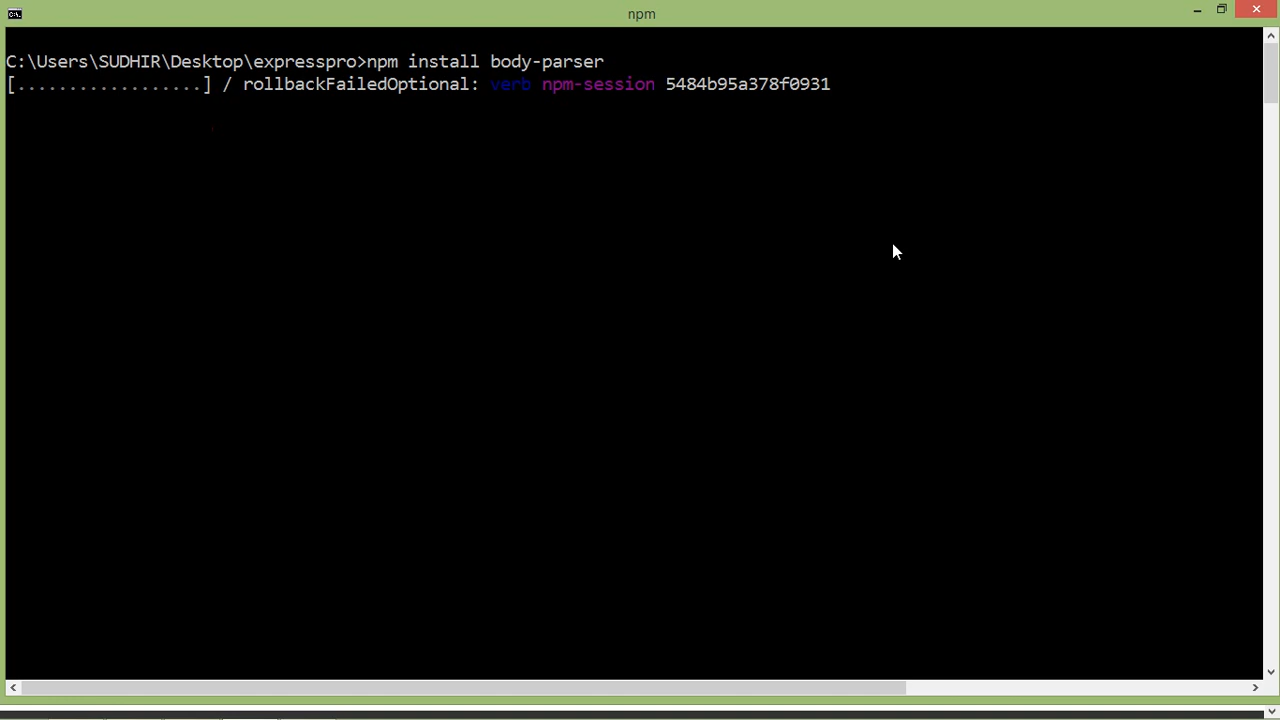 npm
C:\Users\SUDHIR\Desktop\expresspro>npm install body-parser
[..................] / rollbackFailedOptional: verb npm-session 5484b95a378f0931